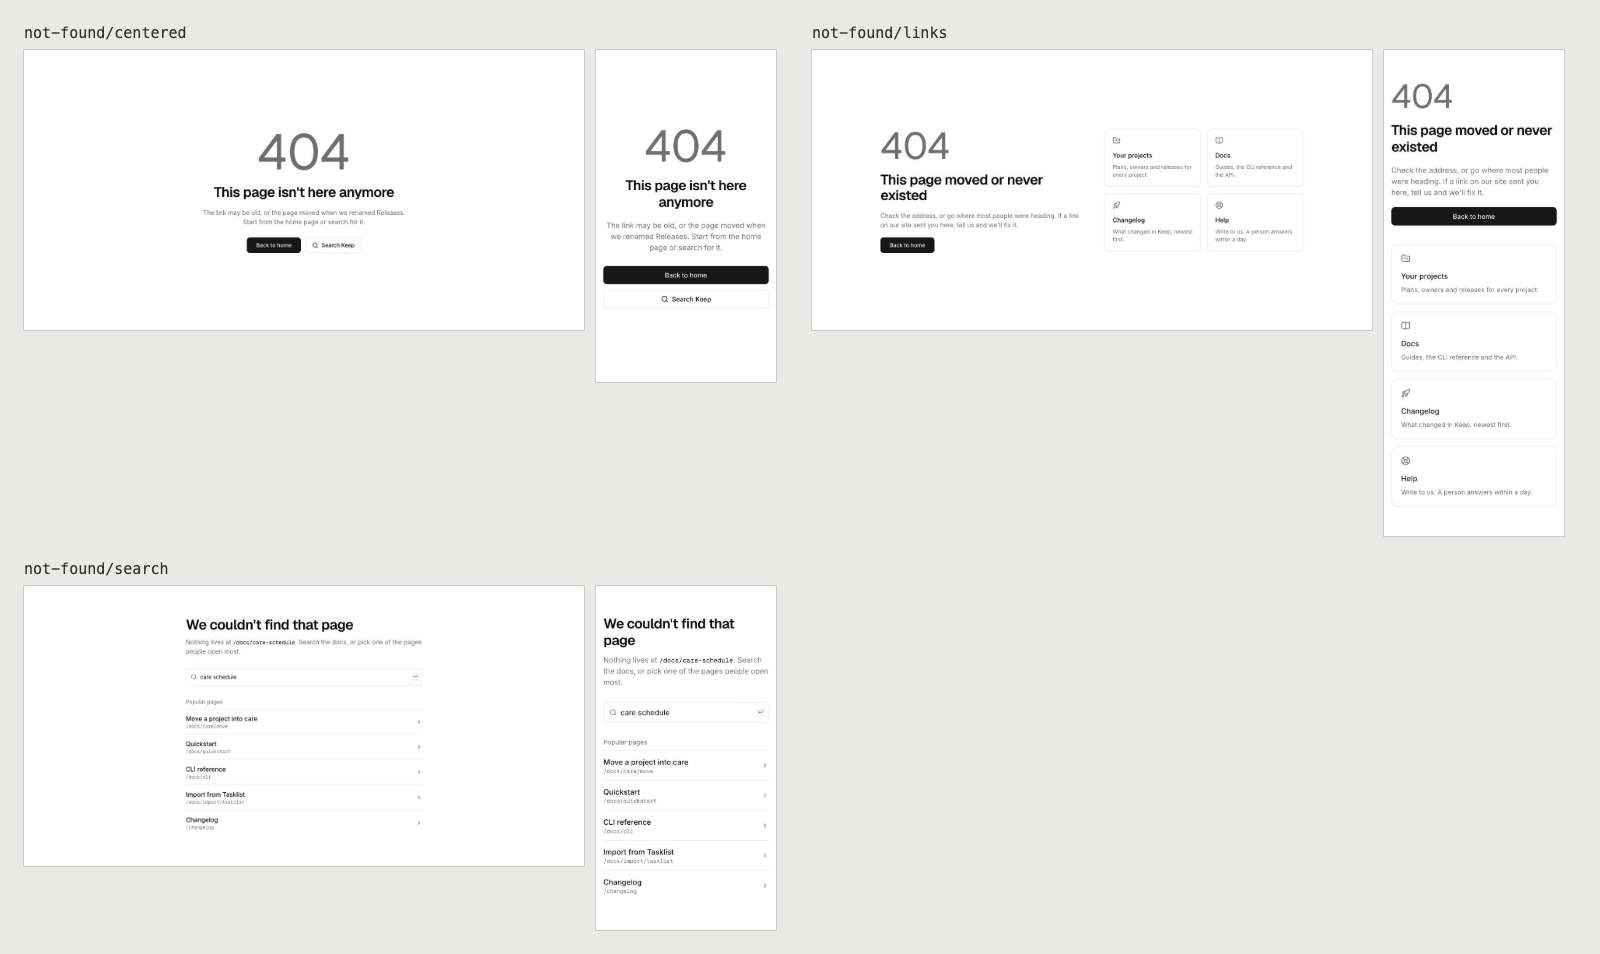 not-found/centered
404
This page isn't here anymore
The link may be old, or the page moved when we renamed Releases.
Start from the home page or search for it.
Back to home
Search Keep
404
This page isn't here
anymore
The link may be old, or the page moved when
we renamed Releases. Start from the home
page or search for it.
Back to home
Search Keep
not-found/links
404
This page moved or never
existed
Check the address, or go where most people were heading. If a link
on our site sent you here, tell us and we'll fix it.
Back to home
Your projects
Plans, owners and releases for
every project.
Docs
Guides, the CLI reference and
the API.
Changelog
What changed in Keep, newest
first.
Help
Write to us. A person answers
within a day.
404
This page moved or never
existed
Check the address, or go where most people
were heading. If a link on our site sent you
here, tell us and we'll fix it.
Back to home
Your projects
Plans, owners and releases for every project.
Docs
Guides, the CLI reference and the API.
Changelog
What changed in Keep, newest first.
Help
Write to us. A person answers within a day.
not-found/search
We couldn't find that page
Nothing lives at /docs/care-schedule. Search the docs, or pick one of the pages
people open most.
care schedule
Popular pages
Move a project into care
/docs/care/move
Quickstart
/docs/quickstart
CLI reference
/docs/cli
Import from Tasklist
/docs/import/tasklist
Changelog
/changelog
We couldn't find that
page
Nothing lives at /docs/care-schedule. Search
the docs, or pick one of the pages people open
most.
care schedule
Popular pages
Move a project into care
/docs/care/move
Quickstart
/docs/quickstart
CLI reference
/docs/cli
Import from Tasklist
/docs/import/tasklist
Changelog
/changelog